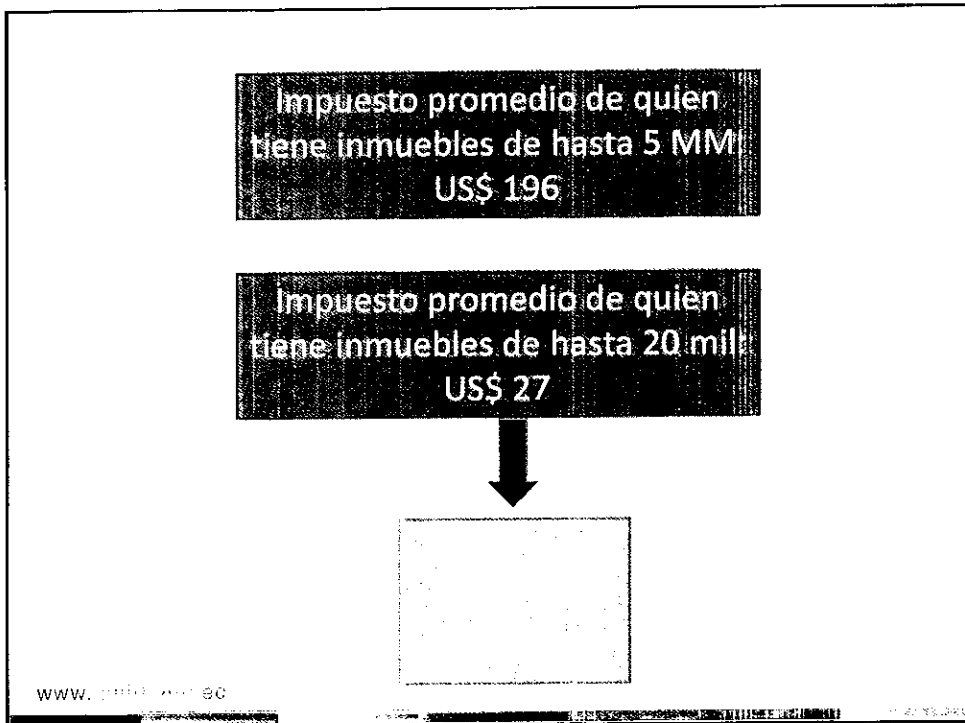 Impuesto promedio de quien
tiene inmuebles de hasta 5 MM:
US$ 196
Impuesto promedio de quien
tiene inmuebles de hasta 20 mil:
US$ 27
www.